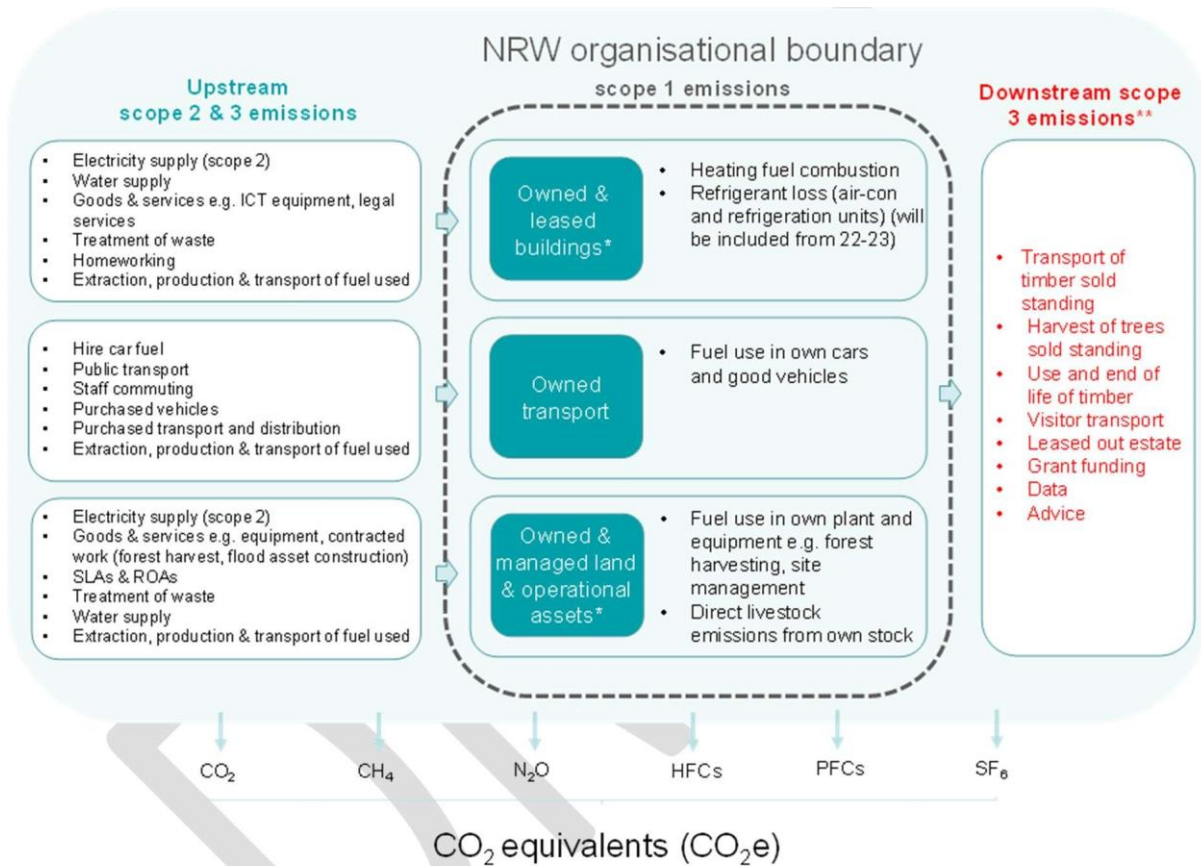 NRW organisational boundary
Upstream
scope 2 & 3 emissions
scope 1 emissions
Downstream scope
3 emissions**
• Electricity supply (scope 2)
• Water supply
• Goods & services e.g. ICT equipment, legal
services
• Treatment of waste
• Homeworking
• Extraction, production & transport of fuel used
Owned &
leased
buildings*
• Heating fuel combustion
• Refrigerant loss (air-con
and refrigeration units) (will
be included from 22-23)
• Hire car fuel
• Public transport
• Staff commuting
• Purchased vehicles
• Purchased transport and distribution
• Extraction, production & transport of fuel used
Owned
transport
• Fuel use in own cars
and good vehicles
• Electricity supply (scope 2)
• Goods & services e.g. equipment, contracted
work (forest harvest, flood asset construction)
• SLAs & ROAs
• Treatment of waste
• Water supply
• Extraction, production & transport of fuel used
Owned &
managed land
& operational
assets*
• Fuel use in own plant and
equipment e.g. forest
harvesting, site
management
• Direct livestock
emissions from own stock
• Transport of
timber sold
standing
• Harvest of trees
sold standing
• Use and end of
life of timber
• Visitor transport
• Leased out estate
• Grant funding
• Data
• Advice
CO₂
CH₄
N₂O
HFCs
PFCs
SF₆
CO₂ equivalents (CO₂e)